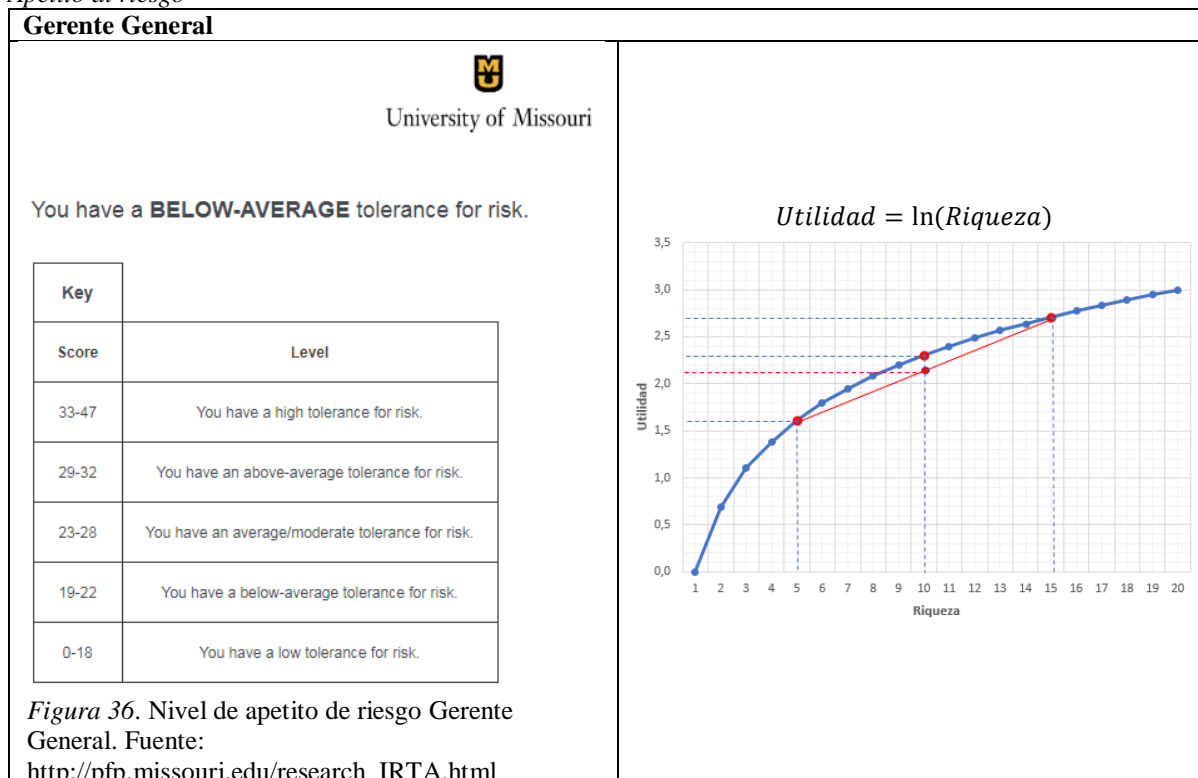 Apetito al riesgo
Gerente General
University of Missouri
You have a BELOW-AVERAGE tolerance for risk.
Key
Score Level
33-47 You have a high tolerance for risk.
29-32 You have an above-average tolerance for risk.
23-28 You have an average/moderate tolerance for risk.
19-22 You have a below-average tolerance for risk.
0-18 You have a low tolerance for risk.
Figura 36. Nivel de apetito de riesgo Gerente
General. Fuente:
http://pfp.missouri.edu/research_IRTA.html
Utilidad = ln(Riqueza)
3,5
3,0
2,5
2,0
1,5
1,0
0,5
0,0
Utilidad
1 2 3 4 5 6 7 8 9 10 11 12 13 14 15 16 17 18 19 20
Riqueza